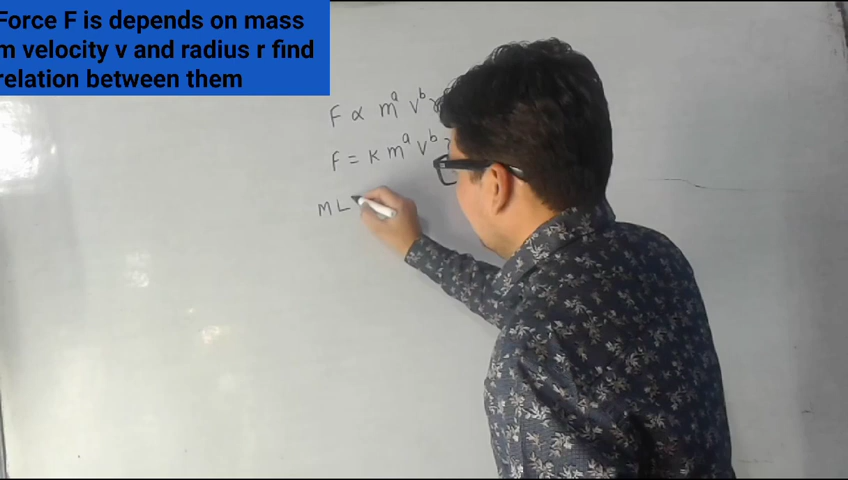 Force F is depends on mass
m velocity v and radius r find
relation between them
F ∝ m^a v^b
F = K m^a v^b
M L